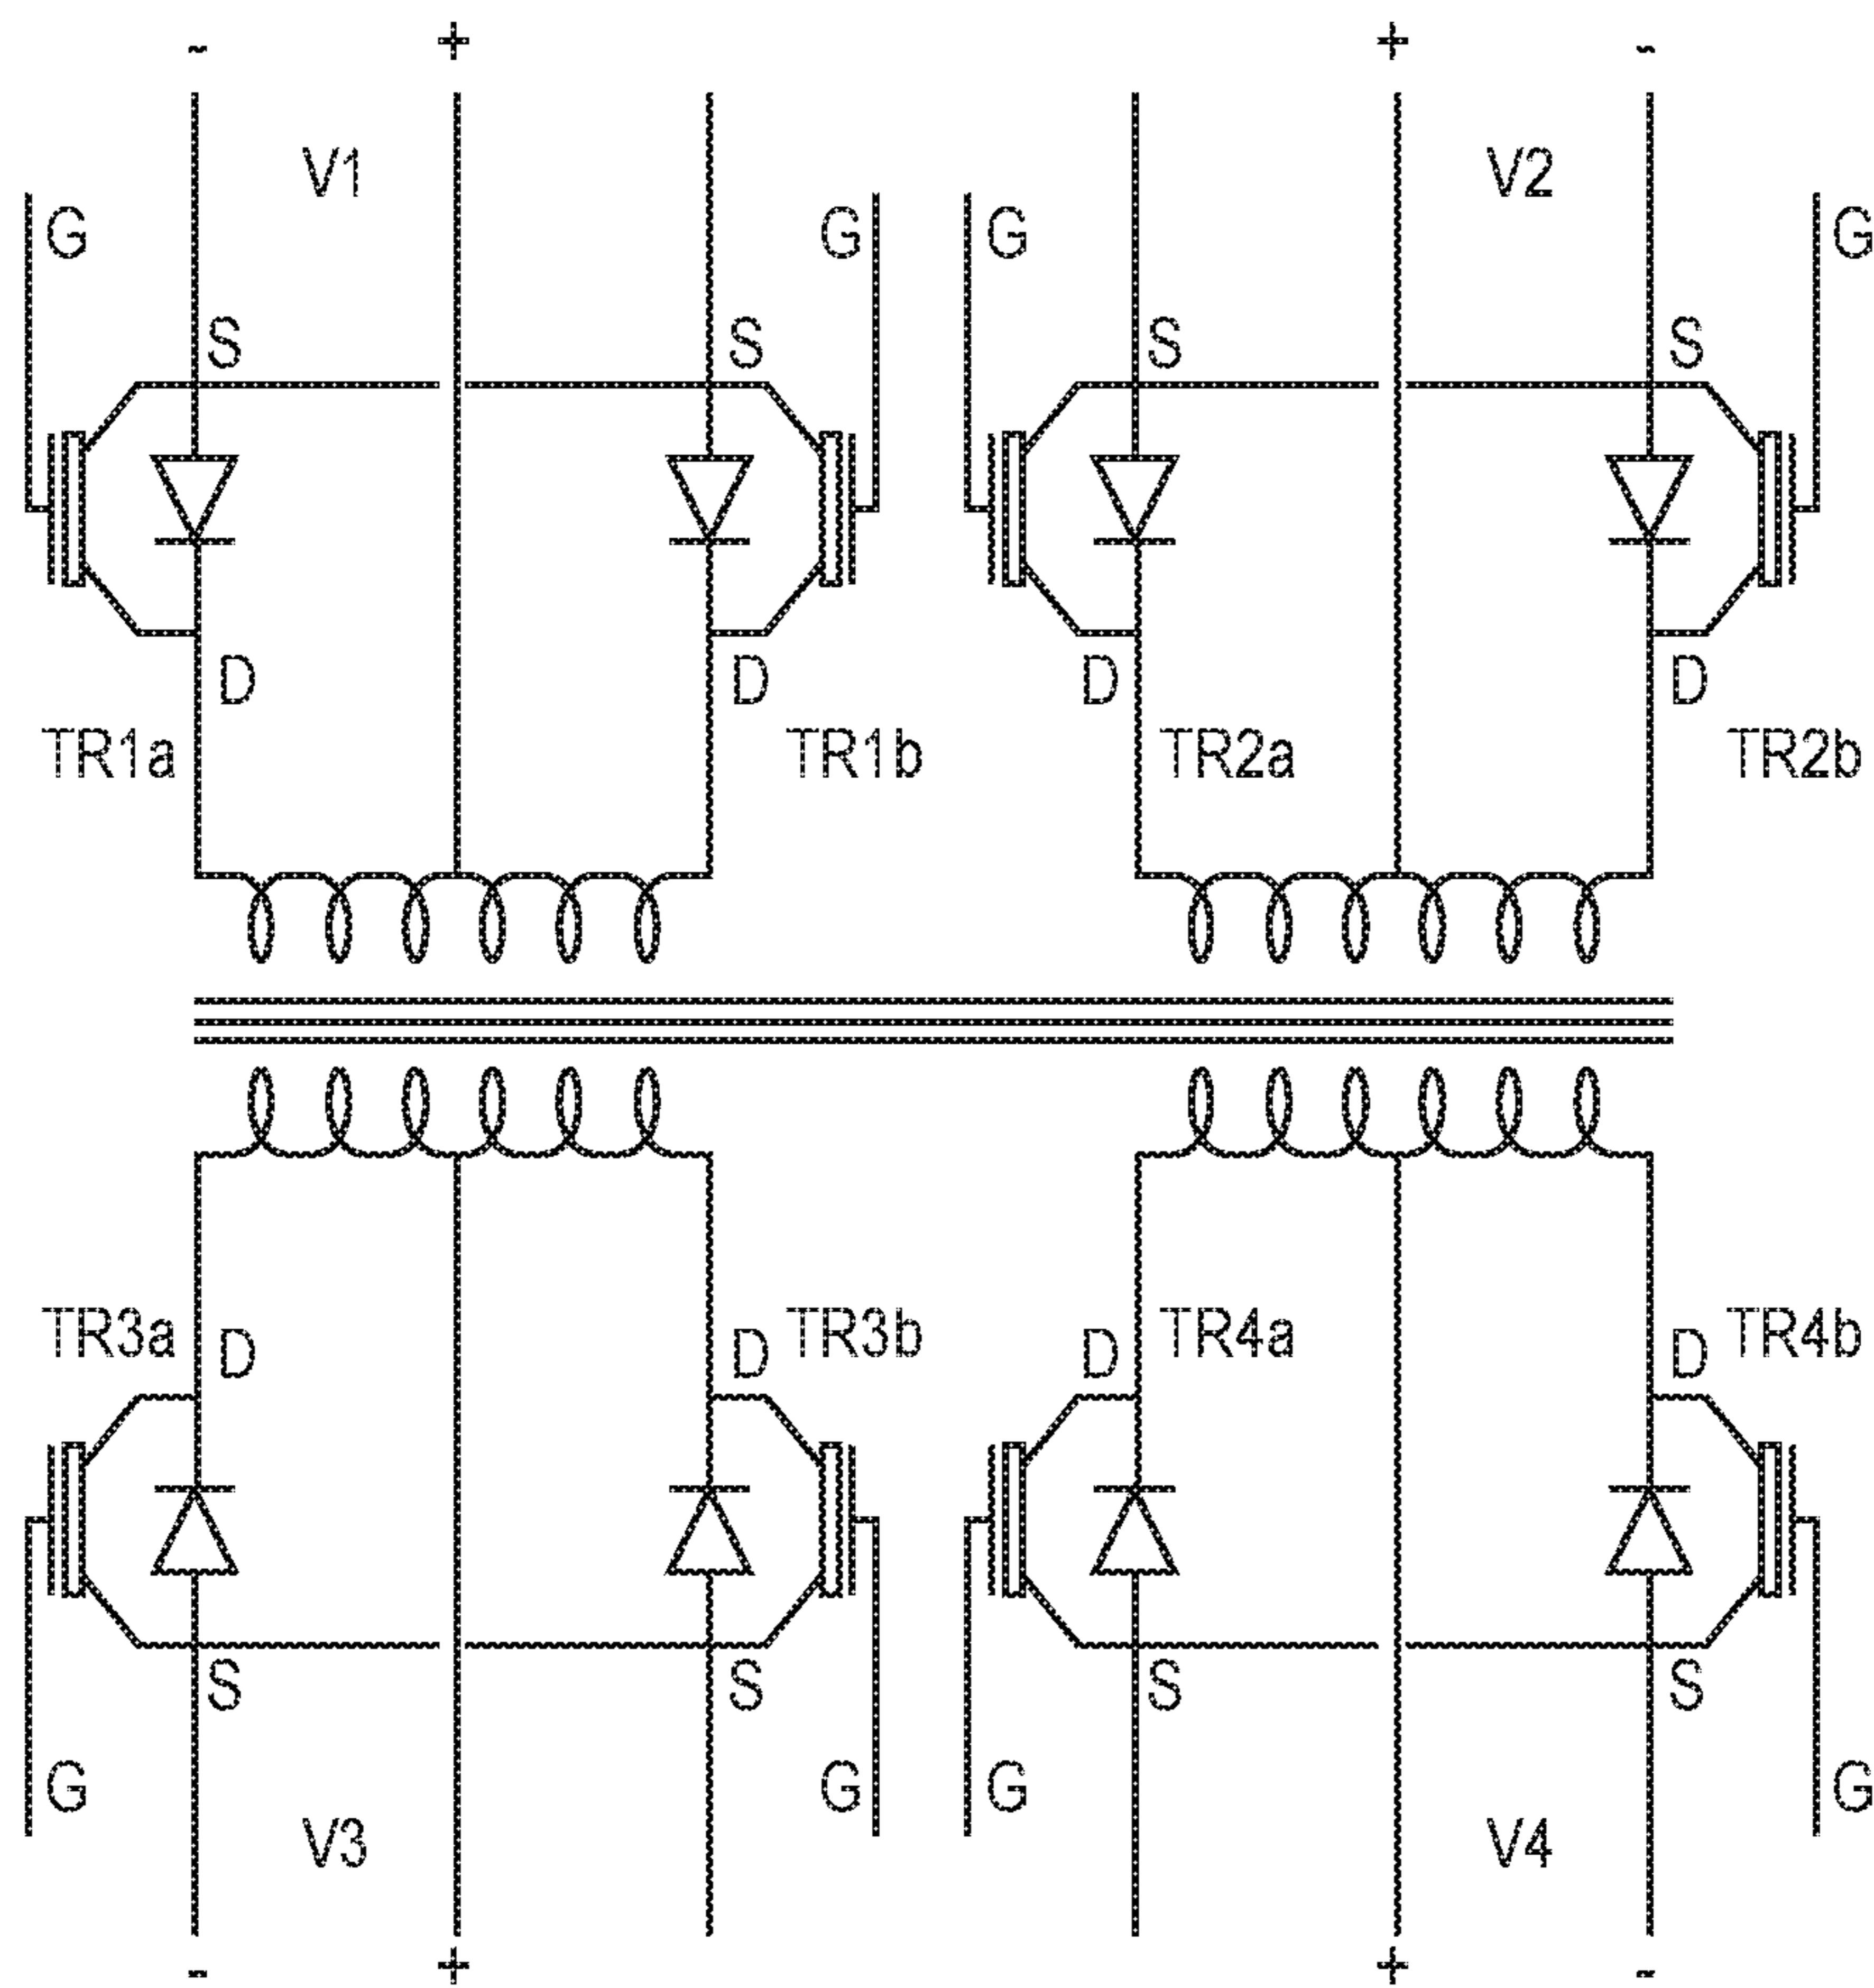 - + + -
V1 V2
G G G G
S S S S
D D D D
TR1a TR1b TR2a TR2b
TR3a D D TR3b D TR4a D TR4b
S S S S
G G G G
V3 V4
- + + -